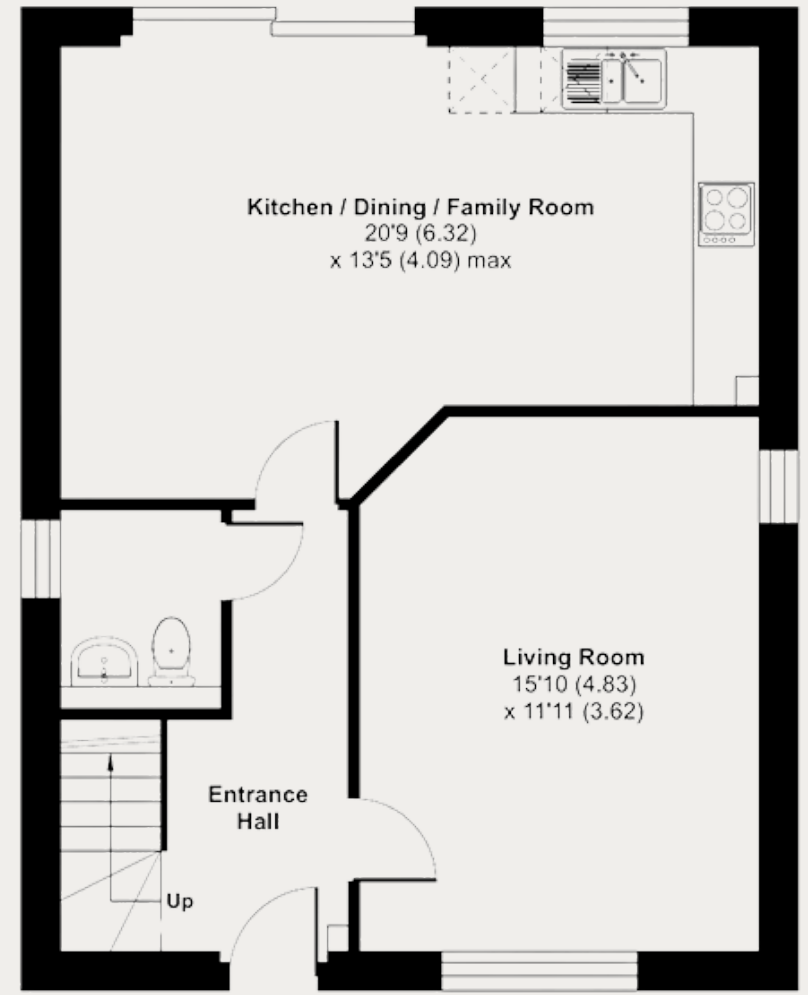 Kitchen / Dining / Family Room
20'9 (6.32)
x 13'5 (4.09) max
Living Room
15'10 (4.83)
x 11'11 (3.62)
Entrance
Hall
Up